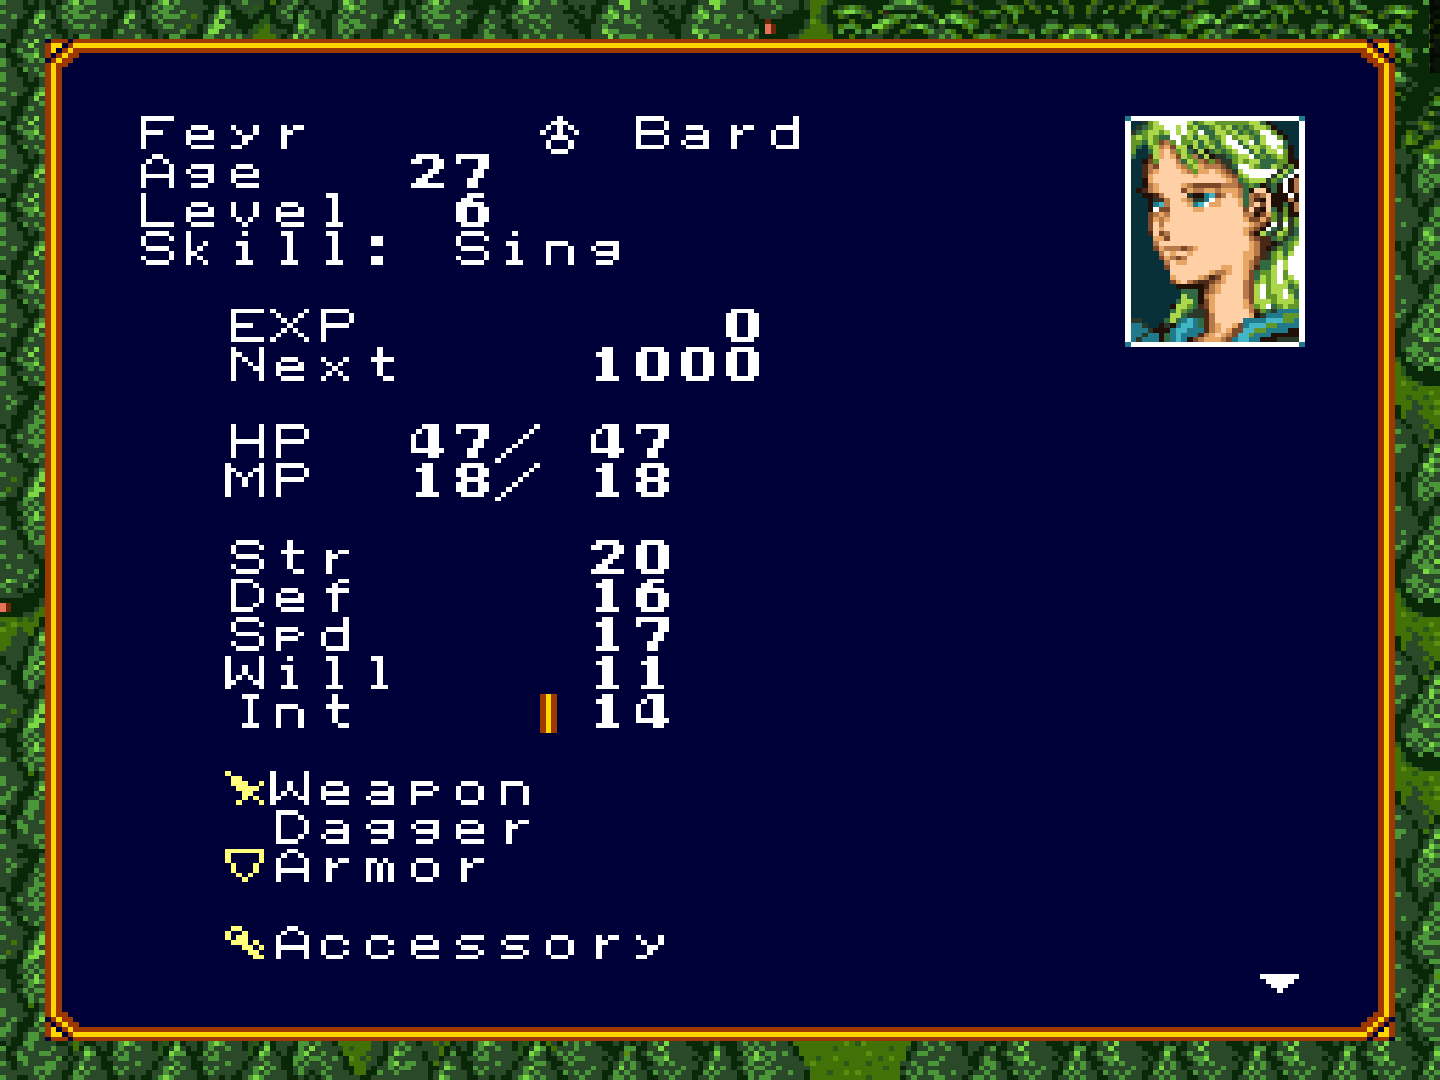 Feyr ♂ Bard
Age 27
Level 6
Skill: Sing
EXP 0
Next 1000
HP 47/ 47
MP 18/ 18
Str 20
Def 16
Spd 17
Will 11
Int 14
Weapon
Dagger
Armor
Accessory